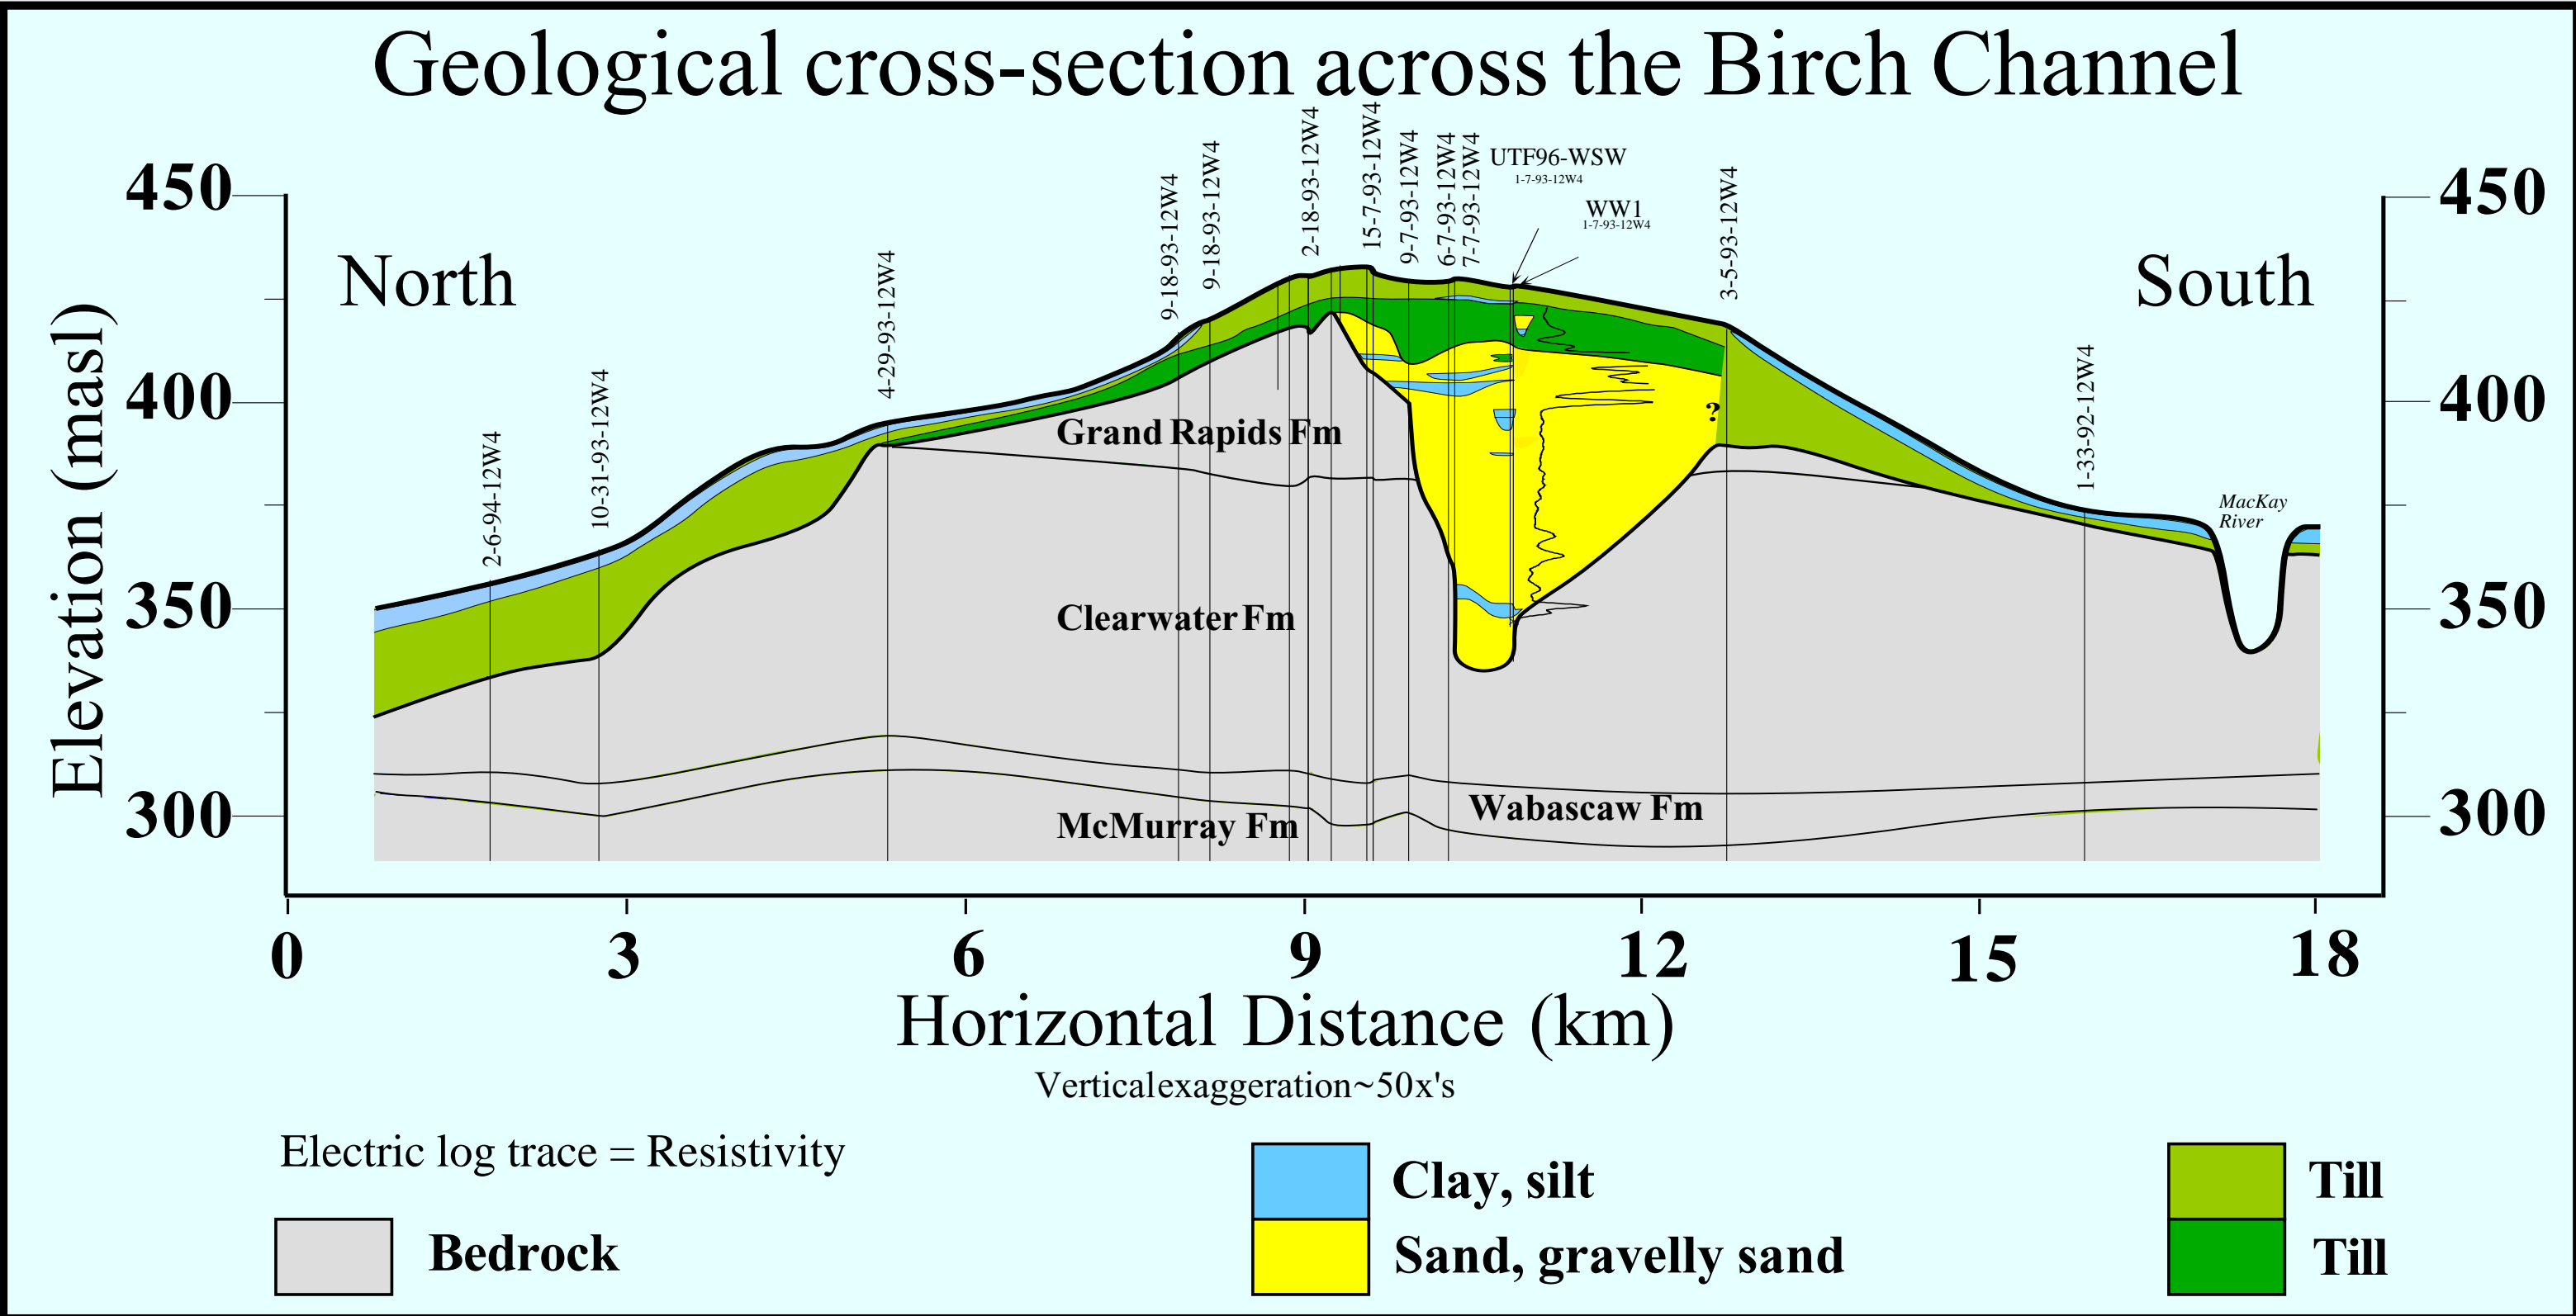 Geological cross-section across the Birch Channel
450
400
350
300
Elevation (masl)
North
South
2-6-94-12W4
10-31-93-12W4
4-29-93-12W4
9-18-93-12W4
9-18-93-12W4
2-18-93-12W4
15-7-93-12W4
9-7-93-12W4
6-7-93-12W4
7-7-93-12W4
UTF96-WSW
1-7-93-12W4
WW1
1-7-93-12W4
3-5-93-12W4
1-33-92-12W4
450
400
350
300
?
MacKay
River
Grand Rapids Fm
Clearwater Fm
Wabascaw Fm
McMurray Fm
0 3 6 9 12 15 18
Horizontal Distance (km)
Verticalexaggeration~50x's
Electric log trace = Resistivity
Bedrock
Clay, silt
Sand, gravelly sand
Till
Till